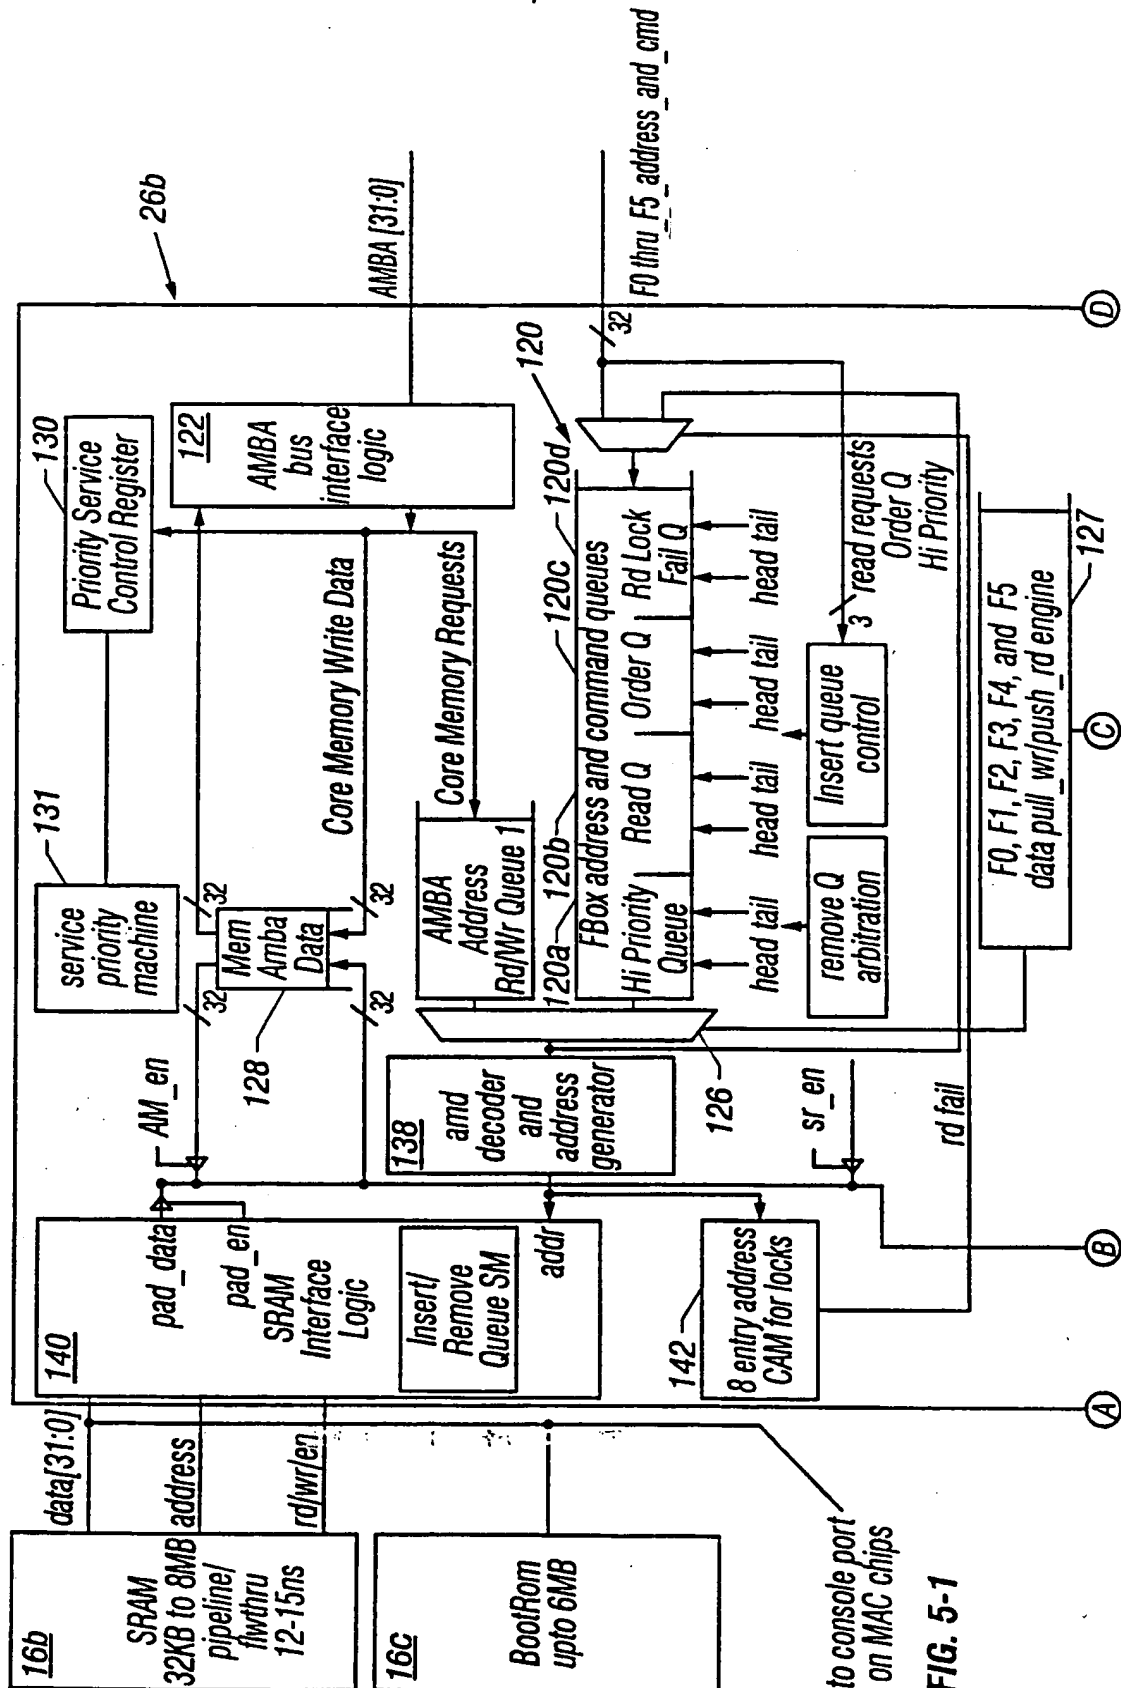 26b
AMBA [31:0]
F0 thru F5_address_and_cmd
32
130
Priority Service
Control Register
122
AMBA
bus
interface
logic
120
131
service
priority
machine
32
32
Mem
Amba
Data
32
32
128
AM_en
Core Memory Write Data
Core Memory Requests
AMBA
Address
Rd/Wr Queue 1
120a
120b
120c
120d
FBox address and command queues
Hi Priority
Queue
Read Q
Order Q
Rd Lock
Fail Q
head tail
head tail
head tail
head tail
remove Q
arbitration
Insert queue
control
3
read requests
Order Q
Hi Priority
F0, F1, F2, F3, F4, and F5
data pull_wr/push_rd engine
127
126
138
amd
decoder
and
address
generator
sr_en
rd fail
140
pad_data
pad_en
SRAM
Interface
Logic
Insert/
Remove
Queue SM
addr
142
8 entry address
CAM for locks
data[31:0]
address
rd/wr/en
16b
SRAM
32KB to 8MB
pipeline/
flwthru
12-15ns
16c
BootRom
upto 6MB
to console port
on MAC chips
A
B
C
D
FIG. 5-1